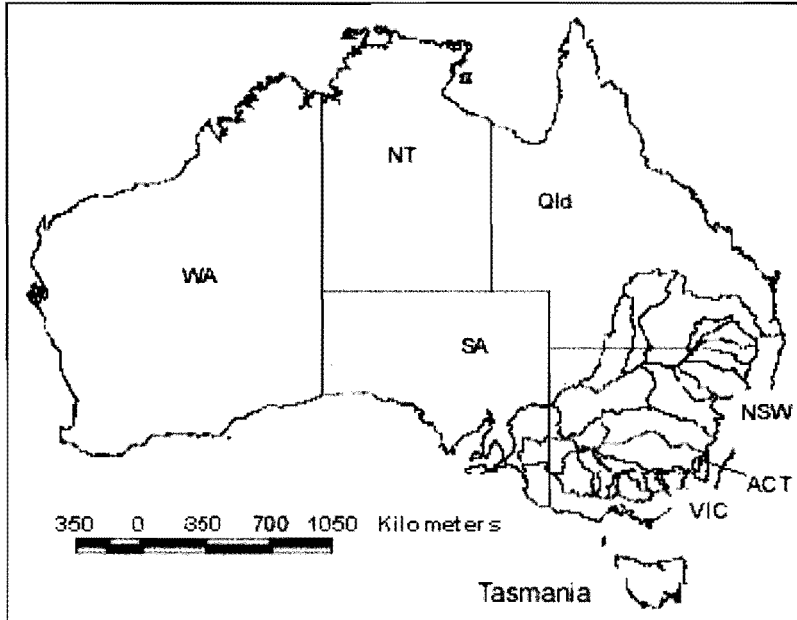 NT
Qld
WA
SA
NSW
ACT
VIC
350 0 350 700 1050 Kilometers
Tasmania